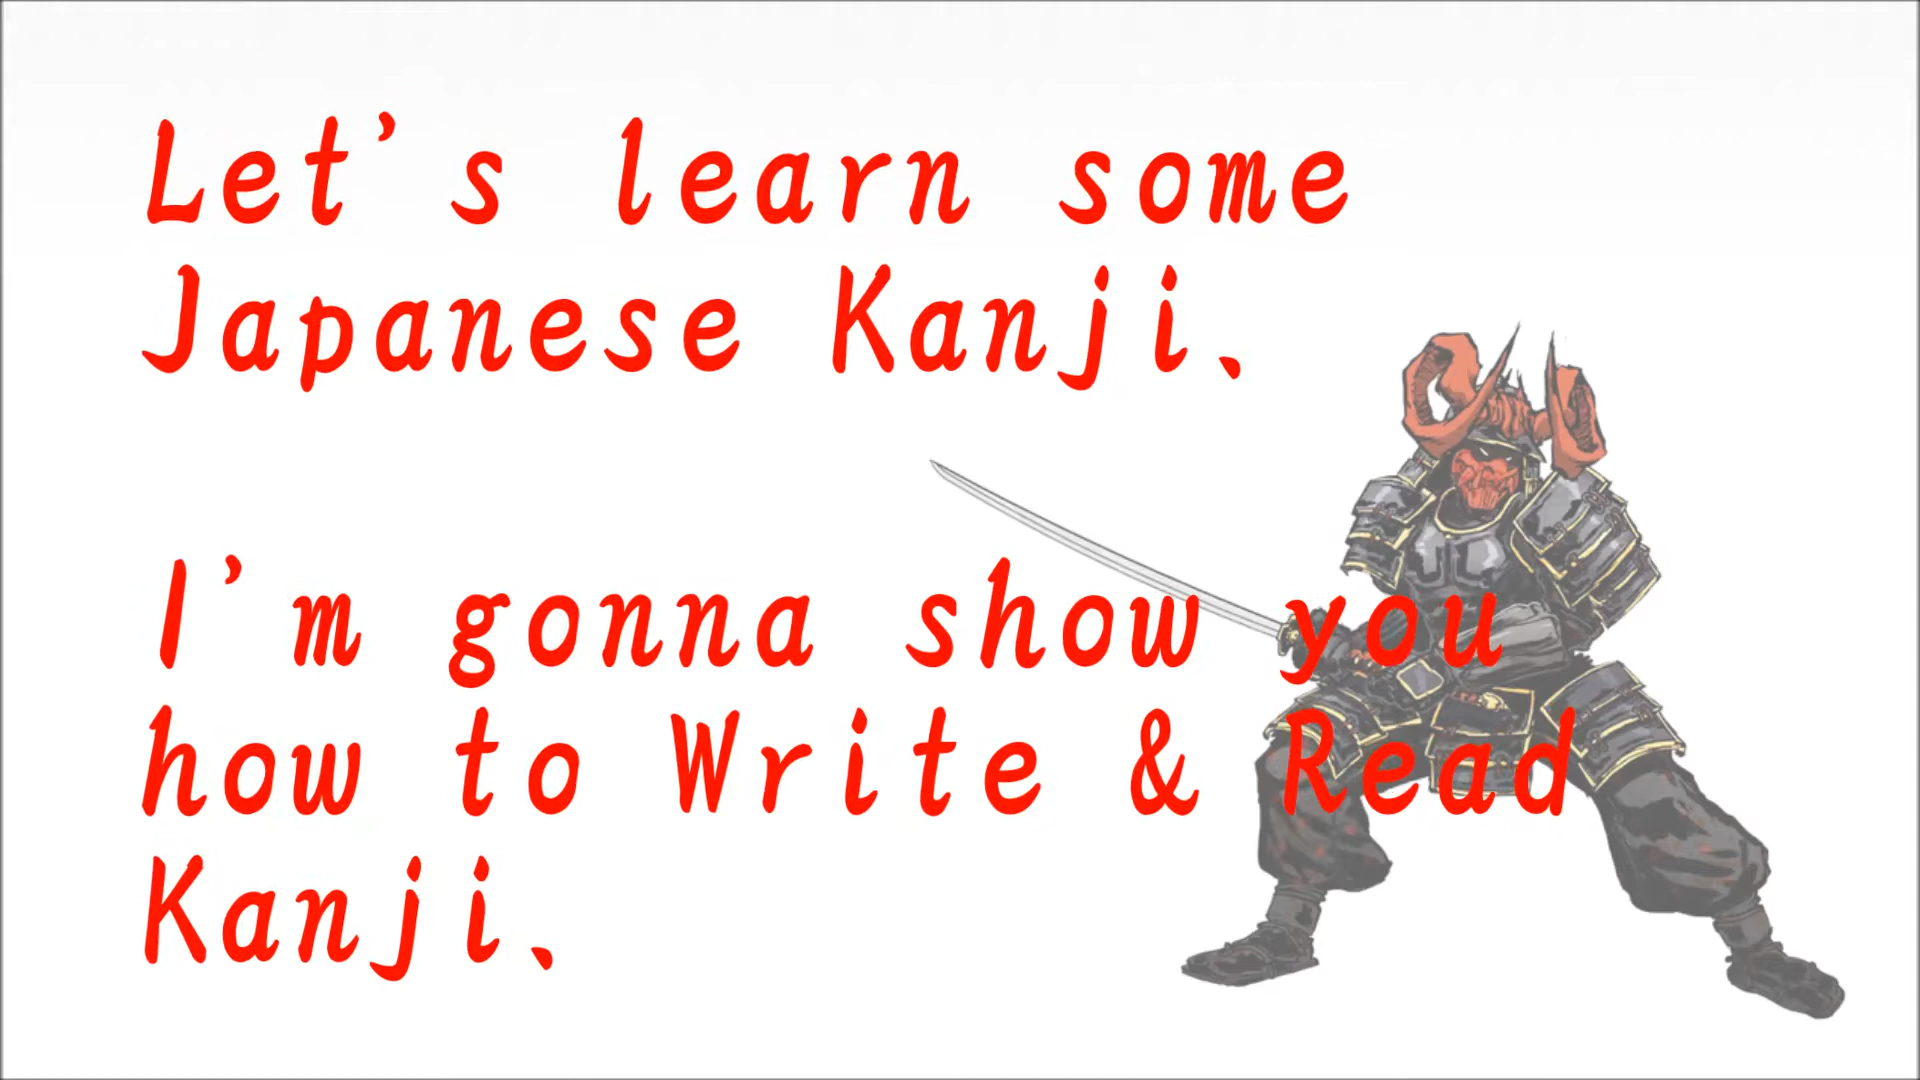 Let's learn some
Japanese Kanji、
I'm gonna show you
how to Write & Read
Kanji、